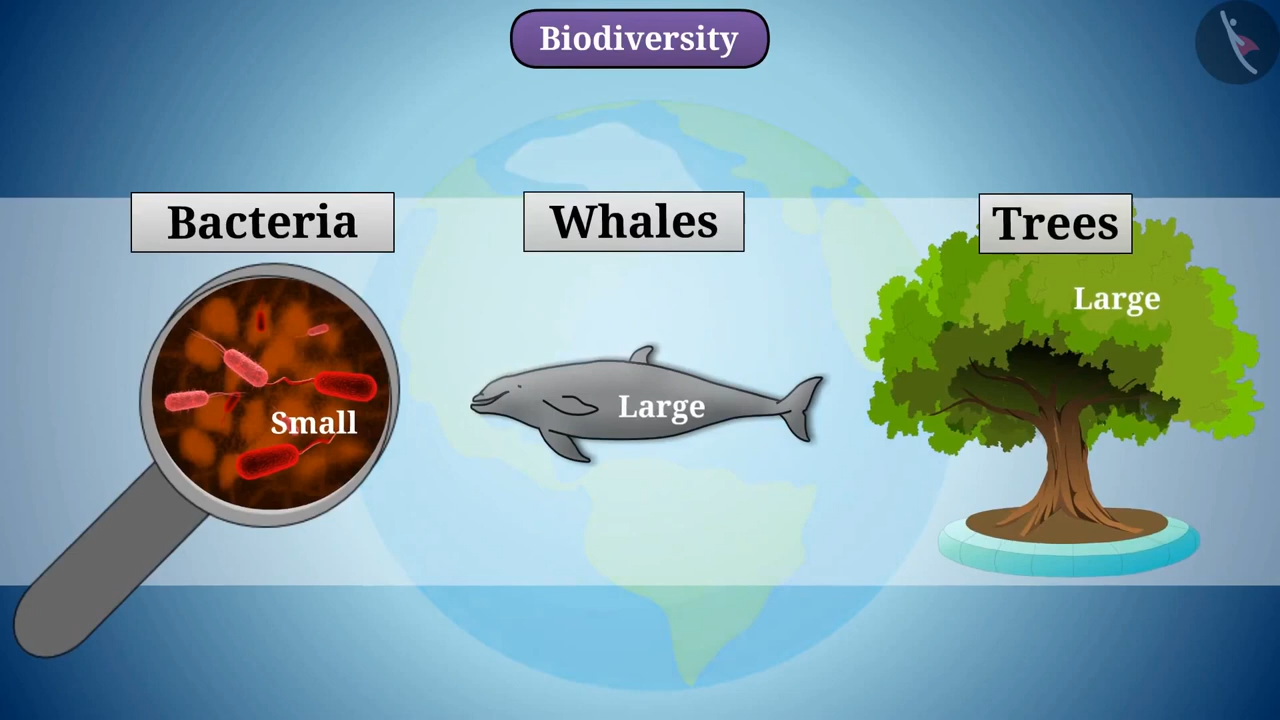 Biodiversity
Bacteria
Whales
Trees
Small
Large
Large